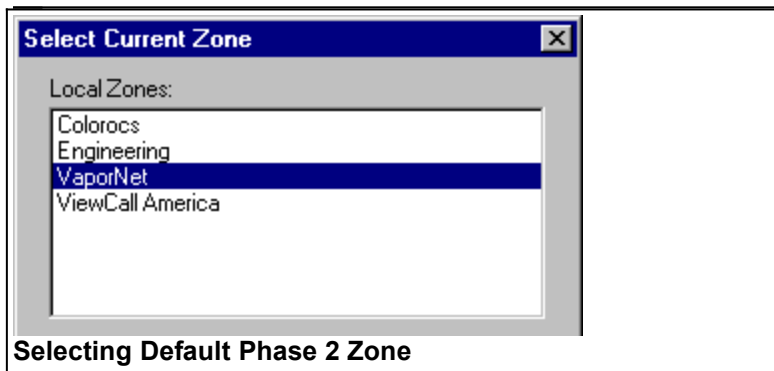 Select Current Zone
Local Zones:
Colorocs
Engineering
VaporNet
ViewCall America
Selecting Default Phase 2 Zone